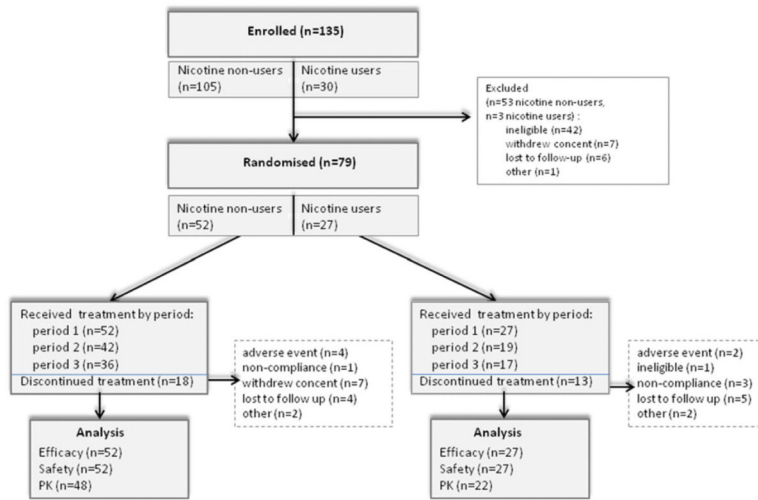 Enrolled (n=135)
Nicotine non-users
(n=105)
Nicotine users
(n=30)
Excluded
(n=53 nicotine non-users,
n=3 nicotine users) :
ineligible (n=42)
withdrew concent (n=7)
lost to follow-up (n=6)
other (n=1)
Randomised (n=79)
Nicotine non-users
(n=52)
Nicotine users
(n=27)
Received treatment by period:
period 1 (n=52)
period 2 (n=42)
period 3 (n=36)
Discontinued treatment (n=18)
adverse event (n=4)
non-compliance (n=1)
withdrew concent (n=7)
lost to follow up (n=4)
other (n=2)
Analysis
Efficacy (n=52)
Safety (n=52)
PK (n=48)
Received treatment by period:
period 1 (n=27)
period 2 (n=19)
period 3 (n=17)
Discontinued treatment (n=13)
adverse event (n=2)
ineligible (n=1)
non-compliance (n=3)
lost to follow up (n=5)
other (n=2)
Analysis
Efficacy (n=27)
Safety (n=27)
PK (n=22)